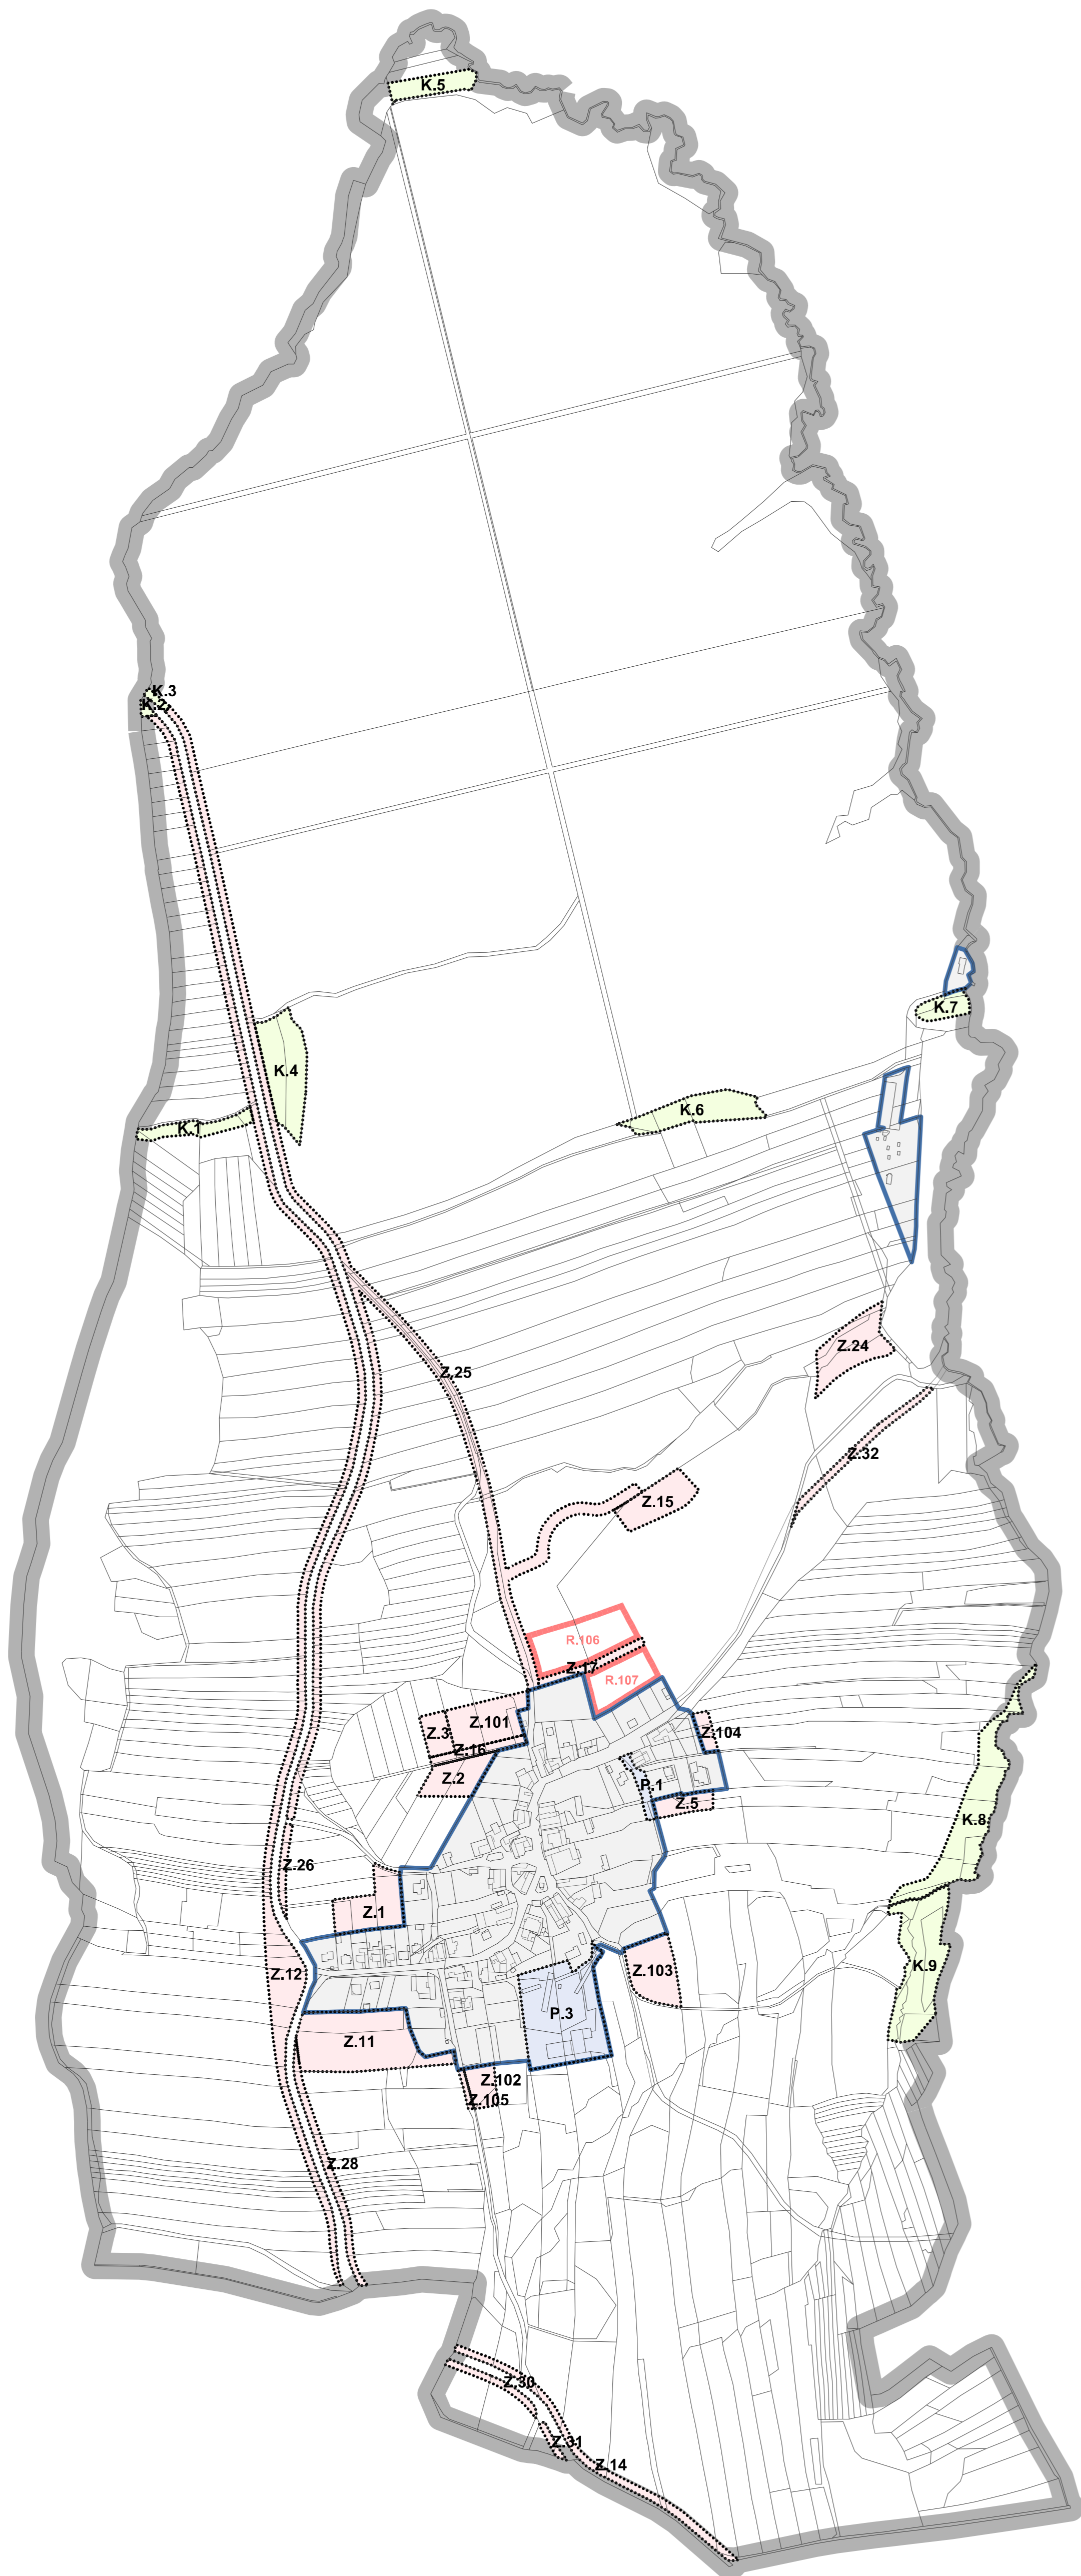 K.5
K.3
K.2
K.7
K.4
K.6
K.1
Z.24
Z.25
Z.32
Z.15
R.106
Z.17
R.107
Z.101
Z.3
Z.104
Z.16
Z.2
P.1
Z.5
K.8
Z.26
Z.1
K.9
Z.103
Z.12
P.3
Z.11
Z.102
Z.105
Z.28
Z.30
Z.31
Z.14